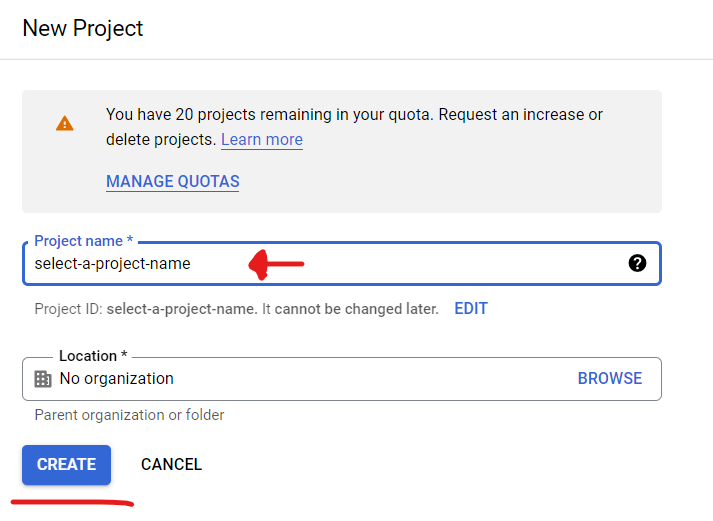 New Project
You have 20 projects remaining in your quota. Request an increase or
delete projects. Learn more
MANAGE QUOTAS
Project name *
select-a-project-name
Project ID: select-a-project-name. It cannot be changed later. EDIT
Location *
No organization BROWSE
Parent organization or folder
CREATE CANCEL